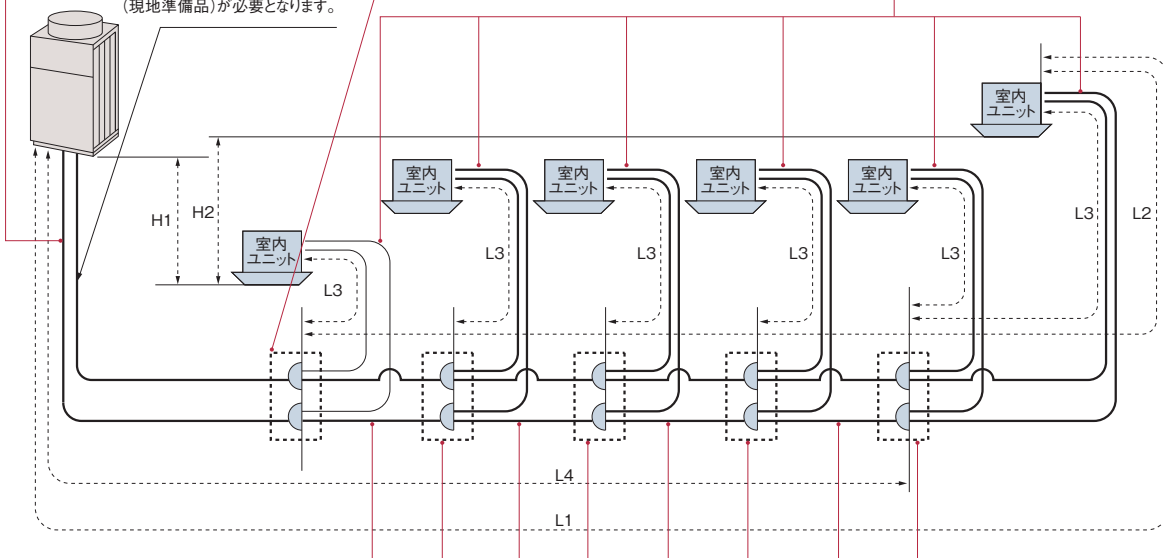 (現地準備品)が必要となります。
室内
ユニット
室内
ユニット
室内
ユニット
室内
ユニット
室内
ユニット
室内
ユニット
H1
H2
L3
L3
L3
L3
L3
L3
L2
L4
L1